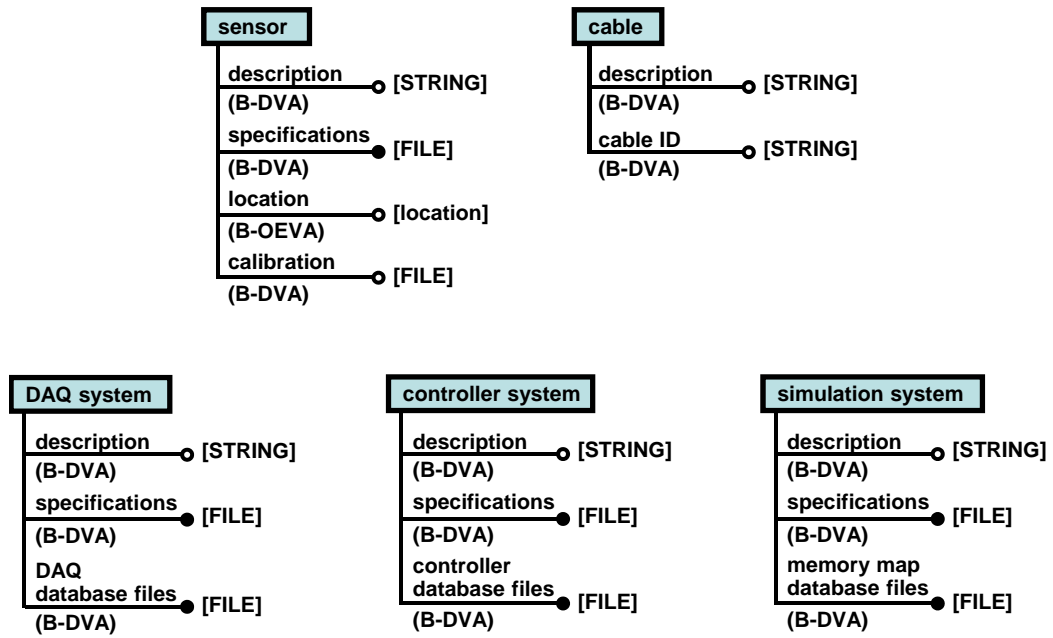 sensor
description [STRING]
(B-DVA)
specifications [FILE]
(B-DVA)
location [location]
(B-OEVA)
calibration [FILE]
(B-DVA)
cable
description [STRING]
(B-DVA)
cable ID [STRING]
(B-DVA)
DAQ system
description [STRING]
(B-DVA)
specifications [FILE]
(B-DVA)
DAQ
database files [FILE]
(B-DVA)
controller system
description [STRING]
(B-DVA)
specifications [FILE]
(B-DVA)
controller
database files [FILE]
(B-DVA)
simulation system
description [STRING]
(B-DVA)
specifications [FILE]
(B-DVA)
memory map
database files [FILE]
(B-DVA)